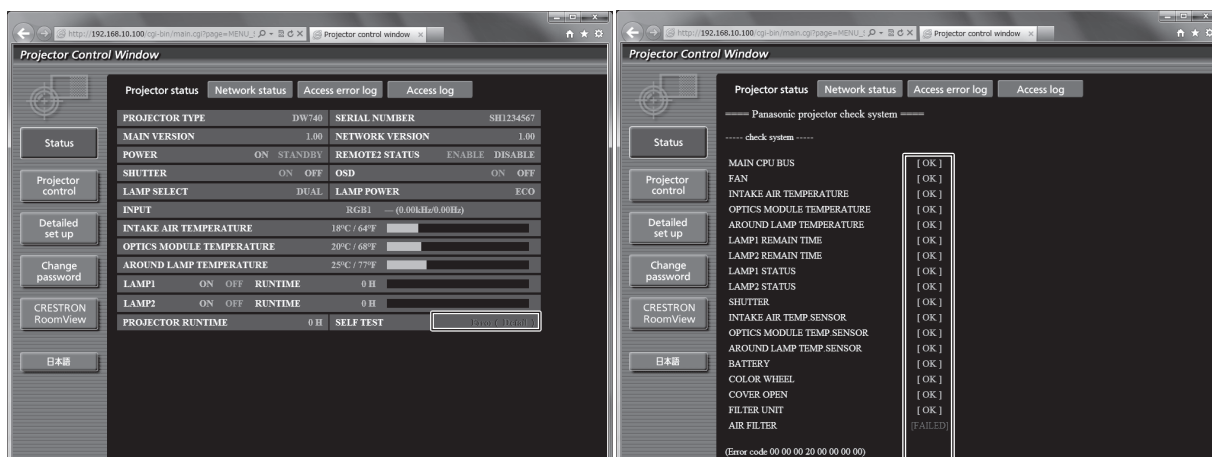 http://192.168.10.100/cgi-bin/main.cgi?page=MENU_S
Projector control window
Projector Control Window
Projector status Network status Access error log Access log
Status
Projector control
Detailed set up
Change password
CRESTRON RoomView
日本語
PROJECTOR TYPE DW740 SERIAL NUMBER SH1234567
MAIN VERSION 1.00 NETWORK VERSION 1.00
POWER ON STANDBY REMOTE2 STATUS ENABLE DISABLE
SHUTTER ON OFF OSD ON OFF
LAMP SELECT DUAL LAMP POWER ECO
INPUT RGB1 — (0.00kHz/0.00Hz)
INTAKE AIR TEMPERATURE 18°C / 64°F
OPTICS MODULE TEMPERATURE 20°C / 68°F
AROUND LAMP TEMPERATURE 25°C / 77°F
LAMP1 ON OFF RUNTIME 0 H
LAMP2 ON OFF RUNTIME 0 H
PROJECTOR RUNTIME 0 H SELF TEST Error ( Detail )
http://192.168.10.100/cgi-bin/main.cgi?page=MENU_S
Projector control window
Projector Control Window
Projector status Network status Access error log Access log
Status
Projector control
Detailed set up
Change password
CRESTRON RoomView
日本語
==== Panasonic projector check system ====
----- check system -----
MAIN CPU BUS [ OK ]
FAN [ OK ]
INTAKE AIR TEMPERATURE [ OK ]
OPTICS MODULE TEMPERATURE [ OK ]
AROUND LAMP TEMPERATURE [ OK ]
LAMP1 REMAIN TIME [ OK ]
LAMP2 REMAIN TIME [ OK ]
LAMP1 STATUS [ OK ]
LAMP2 STATUS [ OK ]
SHUTTER [ OK ]
INTAKE AIR TEMP.SENSOR [ OK ]
OPTICS MODULE TEMP.SENSOR [ OK ]
AROUND LAMP TEMP.SENSOR [ OK ]
BATTERY [ OK ]
COLOR WHEEL [ OK ]
COVER OPEN [ OK ]
FILTER UNIT [ OK ]
AIR FILTER [FAILED]
(Error code 00 00 00 20 00 00 00 00)